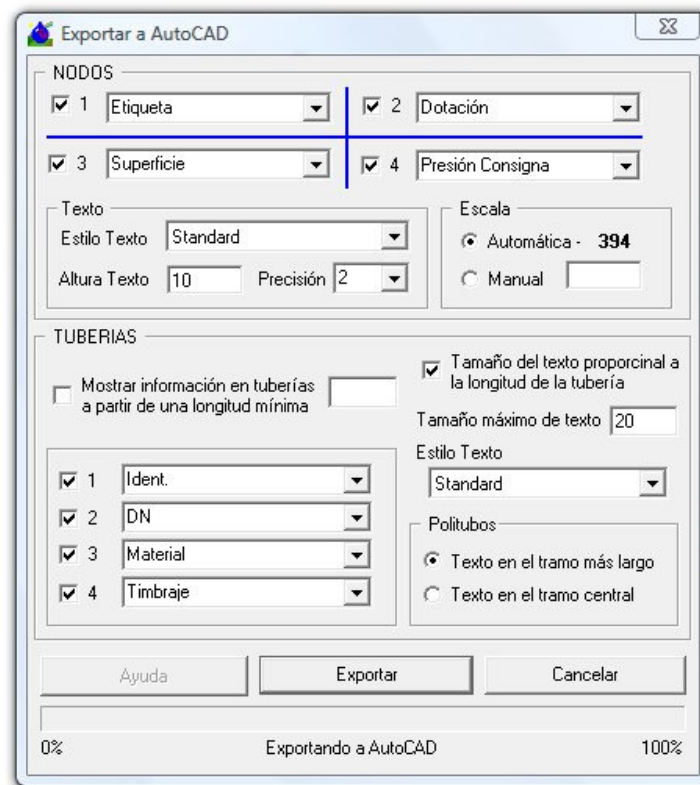 Exportar a AutoCAD
NODOS
1 Etiqueta 2 Dotación
3 Superficie 4 Presión Consigna
Texto
Estilo Texto Standard
Altura Texto 10 Precisión 2
Escala
Automática - 394
Manual
TUBERIAS
Mostrar información en tuberías
a partir de una longitud mínima
Tamaño del texto proporcinal a
la longitud de la tubería
Tamaño máximo de texto 20
Estilo Texto
Standard
1 Ident.
2 DN
3 Material
4 Timbraje
Politubos
Texto en el tramo más largo
Texto en el tramo central
Ayuda Exportar Cancelar
0% Exportando a AutoCAD 100%